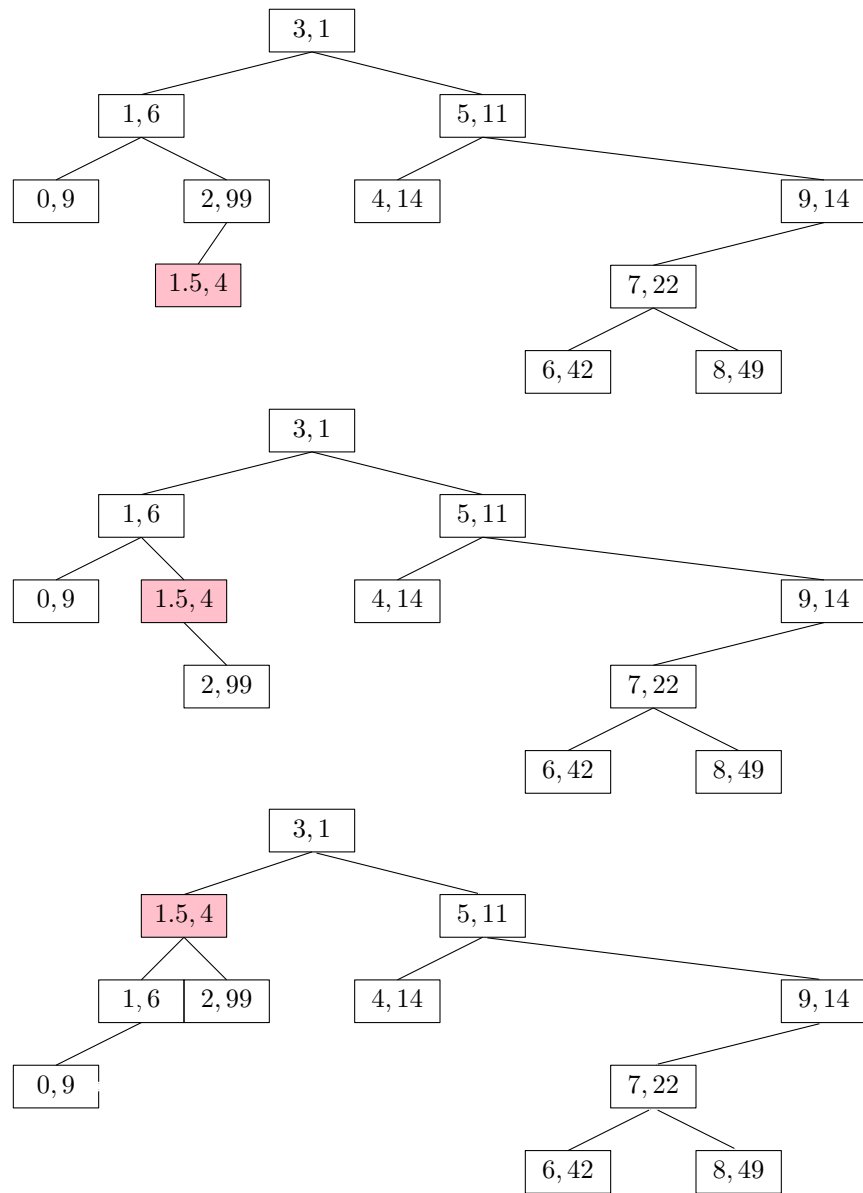 3, 1
1, 6 5, 11
0, 9 2, 99 4, 14 9, 14
1.5, 4 7, 22
6, 42 8, 49
3, 1
1, 6 5, 11
0, 9 1.5, 4 4, 14 9, 14
2, 99 7, 22
6, 42 8, 49
3, 1
1.5, 4 5, 11
1, 6 2, 99 4, 14 9, 14
0, 9 7, 22
6, 42 8, 49